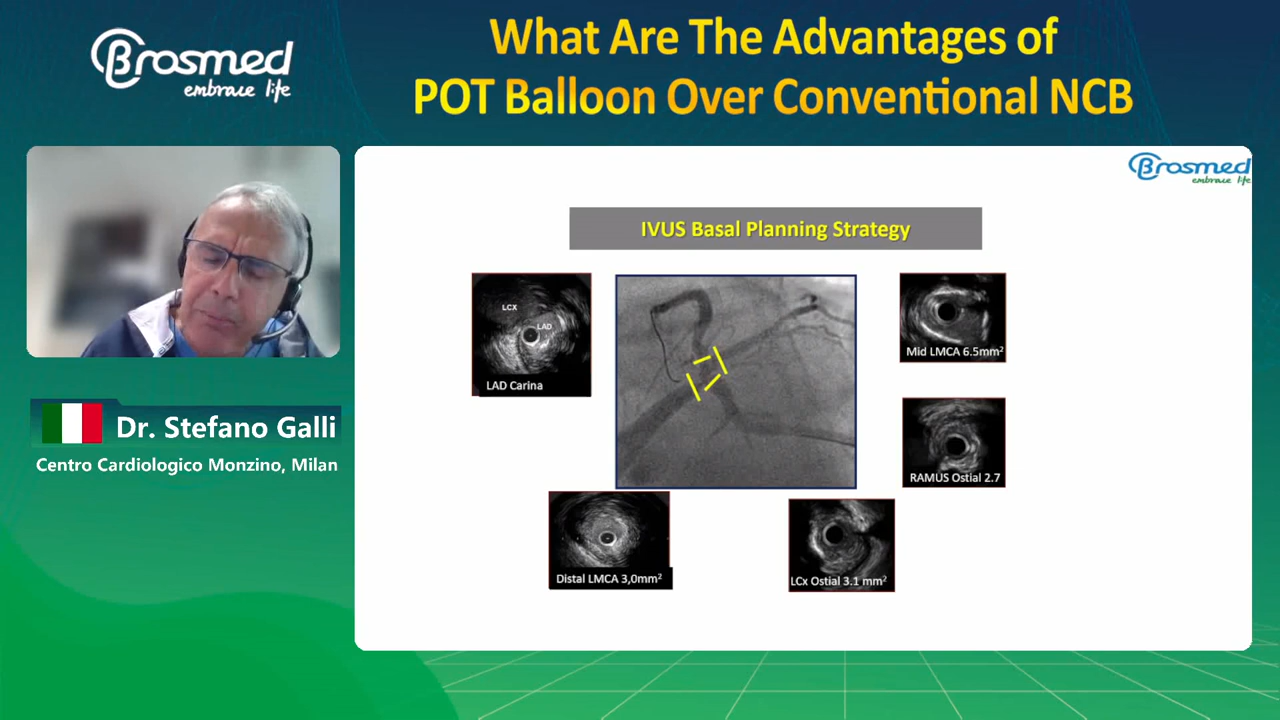 Brosmed
embrace life
What Are The Advantages of
POT Balloon Over Conventional NCB
Brosmed
embrace life
IVUS Basal Planning Strategy
LCX
LAD
LAD Carina
Mid LMCA 6.5mm²
RAMUS Ostial 2.7
Distal LMCA 3,0mm²
LCx Ostial 3.1 mm²
Dr. Stefano Galli
Centro Cardiologico Monzino, Milan